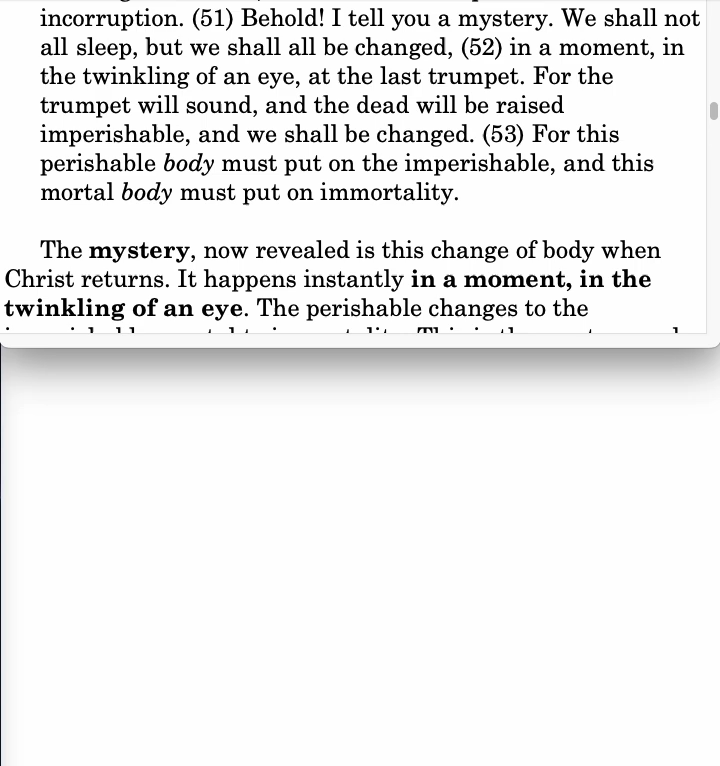 incorruption. (51) Behold! I tell you a mystery. We shall not
all sleep, but we shall all be changed, (52) in a moment, in
the twinkling of an eye, at the last trumpet. For the
trumpet will sound, and the dead will be raised
imperishable, and we shall be changed. (53) For this
perishable body must put on the imperishable, and this
mortal body must put on immortality.
The mystery, now revealed is this change of body when
Christ returns. It happens instantly in a moment, in the
twinkling of an eye. The perishable changes to the